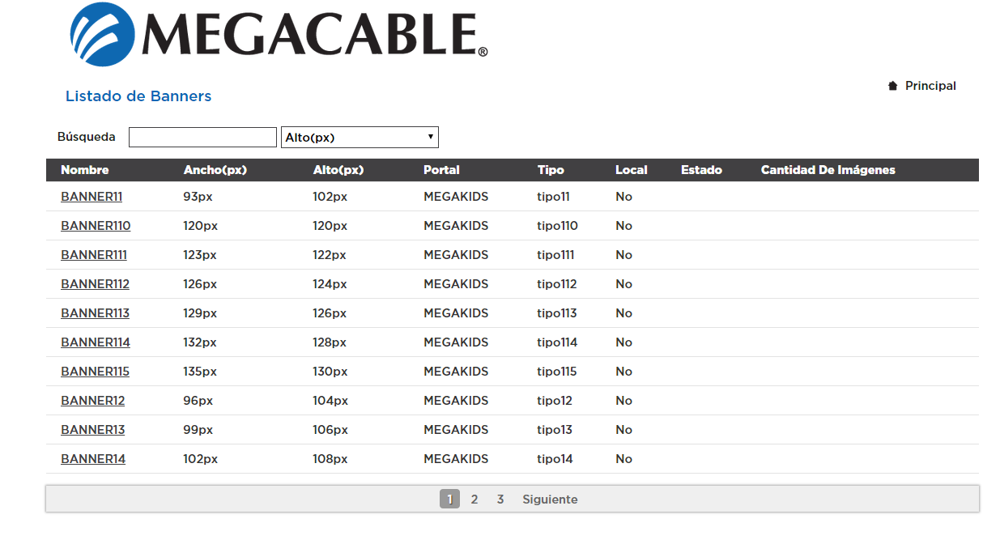 MEGACABLE®
Principal
Listado de Banners
Búsqueda Alto(px)
Nombre Ancho(px) Alto(px) Portal Tipo Local Estado Cantidad De Imágenes
BANNER11 93px 102px MEGAKIDS tipo11 No
BANNER110 120px 120px MEGAKIDS tipo110 No
BANNER111 123px 122px MEGAKIDS tipo111 No
BANNER112 126px 124px MEGAKIDS tipo112 No
BANNER113 129px 126px MEGAKIDS tipo113 No
BANNER114 132px 128px MEGAKIDS tipo114 No
BANNER115 135px 130px MEGAKIDS tipo115 No
BANNER12 96px 104px MEGAKIDS tipo12 No
BANNER13 99px 106px MEGAKIDS tipo13 No
BANNER14 102px 108px MEGAKIDS tipo14 No
1 2 3 Siguiente